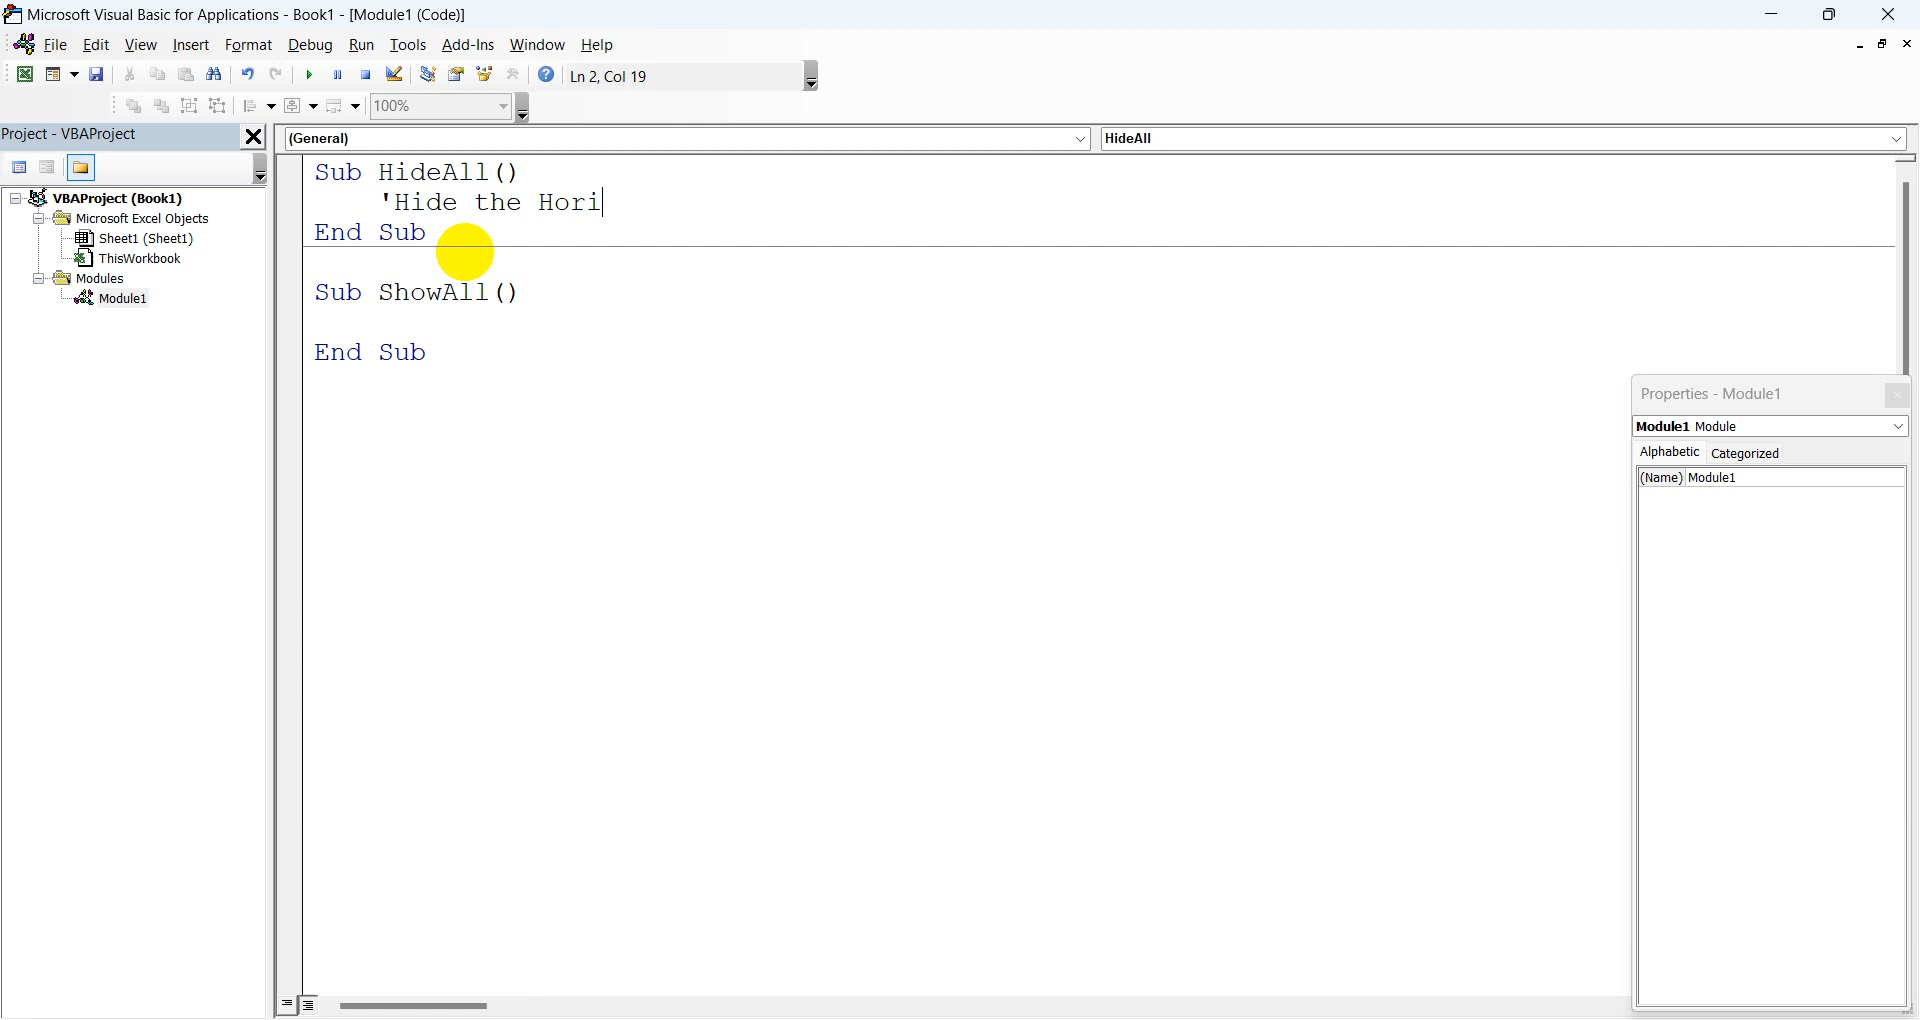 Microsoft Visual Basic for Applications - Book1 - [Module1 (Code)]
File Edit View Insert Format Debug Run Tools Add-Ins Window Help
Ln 2, Col 19
100%
Project - VBAProject
(General)
HideAll
VBAProject (Book1)
Microsoft Excel Objects
Sheet1 (Sheet1)
ThisWorkbook
Modules
Module1
Sub HideAll()
'Hide the Hori
End Sub
Sub ShowAll()
End Sub
Properties - Module1
Module1 Module
Alphabetic Categorized
(Name) Module1